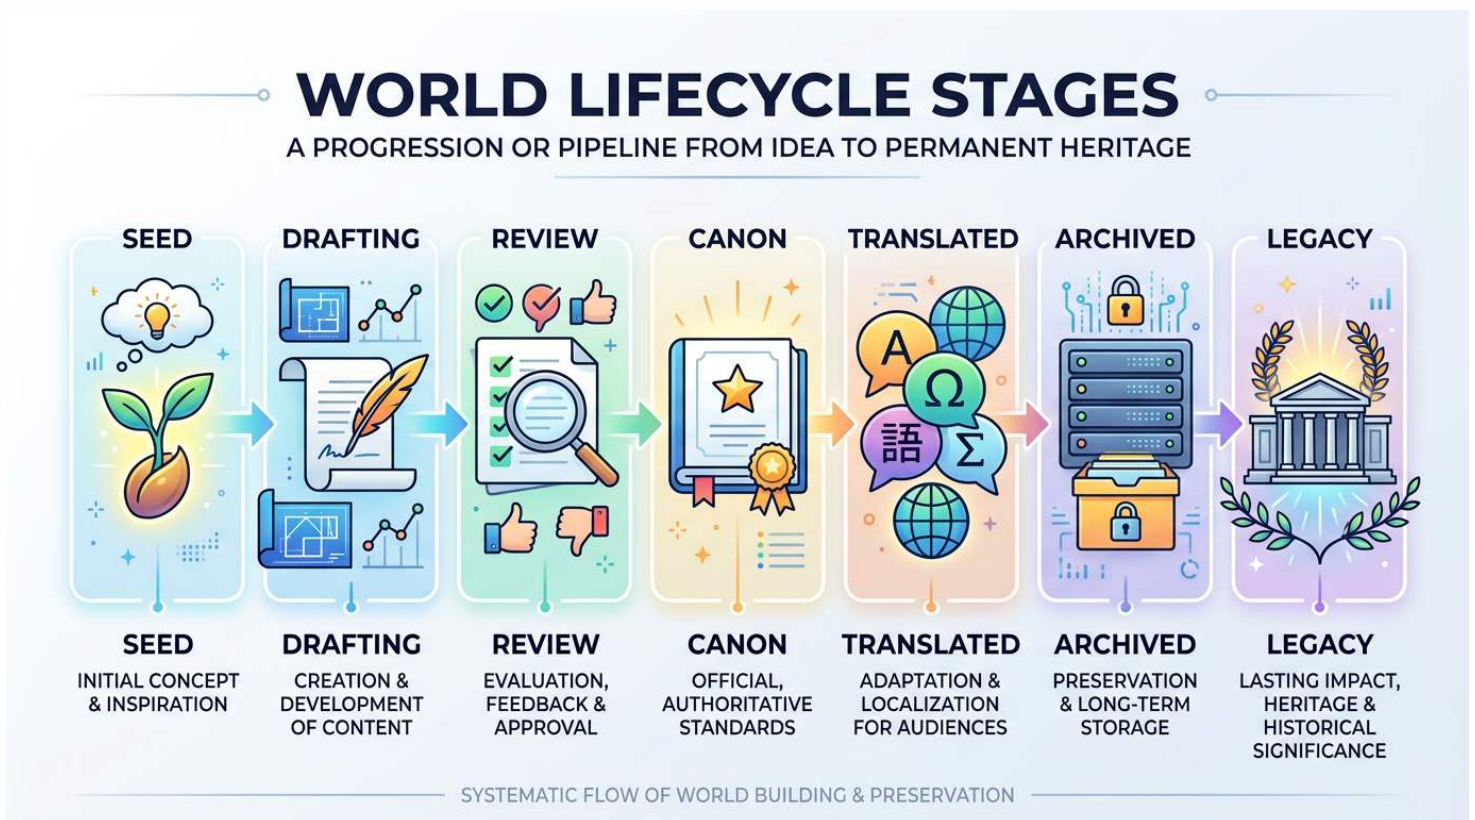 WORLD LIFECYCLE STAGES
A PROGRESSION OR PIPELINE FROM IDEA TO PERMANENT HERITAGE
SEED
DRAFTING
REVIEW
CANON
TRANSLATED
ARCHIVED
LEGACY
A
Ω
語
Σ
SEED
INITIAL CONCEPT
& INSPIRATION
DRAFTING
CREATION &
DEVELOPMENT
OF CONTENT
REVIEW
EVALUATION,
FEEDBACK &
APPROVAL
CANON
OFFICIAL,
AUTHORITATIVE
STANDARDS
TRANSLATED
ADAPTATION &
LOCALIZATION
FOR AUDIENCES
ARCHIVED
PRESERVATION
& LONG-TERM
STORAGE
LEGACY
LASTING IMPACT,
HERITAGE &
HISTORICAL
SIGNIFICANCE
SYSTEMATIC FLOW OF WORLD BUILDING & PRESERVATION